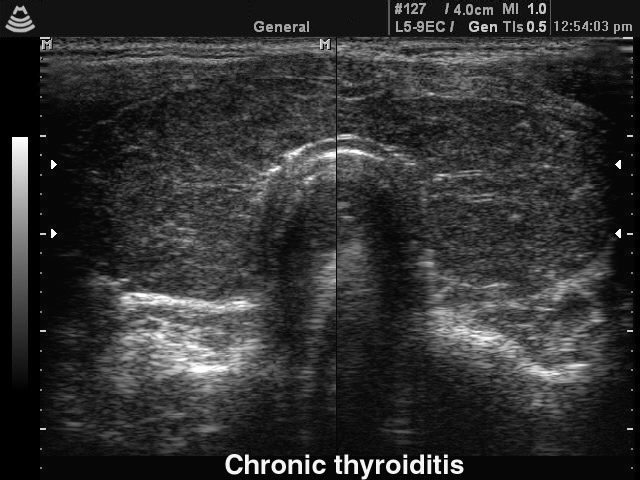 #127 / 4.0cm MI 1.0
General L5-9EC / Gen TIs 0.5 12:54:03 pm
M M
Chronic thyroiditis